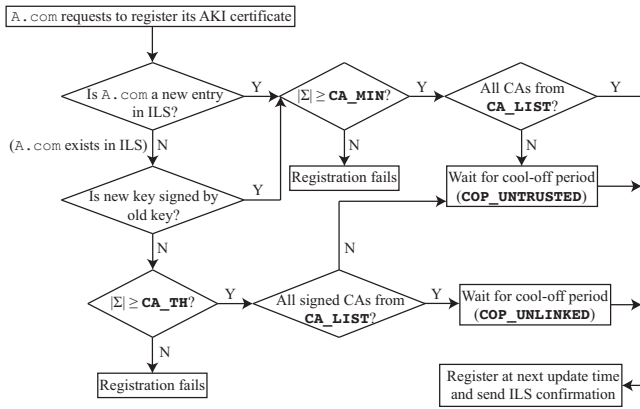 A.com requests to register its AKI certificate
Is A.com a new entry
in ILS?
Y
|Σ| ≥ CA_MIN?
Y
All CAs from
CA_LIST?
Y
(A.com exists in ILS)
N
N
N
Registration fails
Wait for cool-off period
(COP_UNTRUSTED)
Is new key signed by
old key?
Y
N
N
|Σ| ≥ CA_TH?
Y
All signed CAs from
CA_LIST?
Y
Wait for cool-off period
(COP_UNLINKED)
N
Registration fails
Register at next update time
and send ILS confirmation